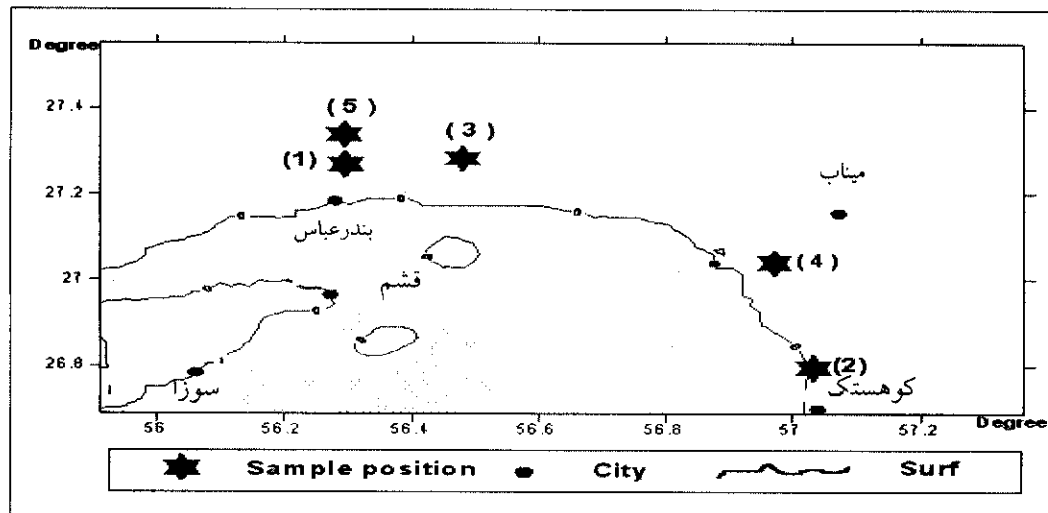 Degree
27.4
27.2
27
26.8
(5)
(3)
(1)
میناب
بندرعباس
(4)
قشم
(2)
سوزا
کوهستک
56 56.2 56.4 56.6 56.8 57 57.2 Degree
Sample position City Surf